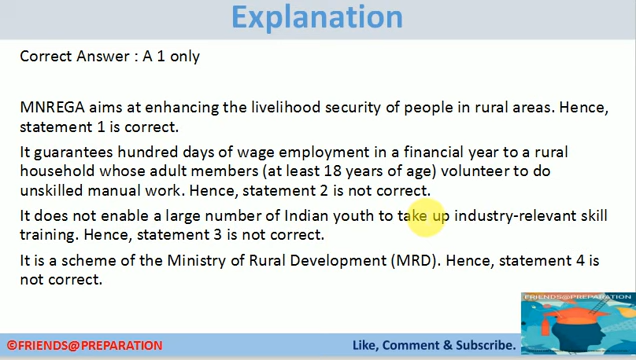 Explanation
Correct Answer : A 1 only
MNREGA aims at enhancing the livelihood security of people in rural areas. Hence,
statement 1 is correct.
It guarantees hundred days of wage employment in a financial year to a rural
household whose adult members (at least 18 years of age) volunteer to do
unskilled manual work. Hence, statement 2 is not correct.
It does not enable a large number of Indian youth to take up industry-relevant skill
training. Hence, statement 3 is not correct.
It is a scheme of the Ministry of Rural Development (MRD). Hence, statement 4 is
not correct.
FRIENDS@PREPARATION
©FRIENDS@PREPARATION
Like, Comment & Subscribe.